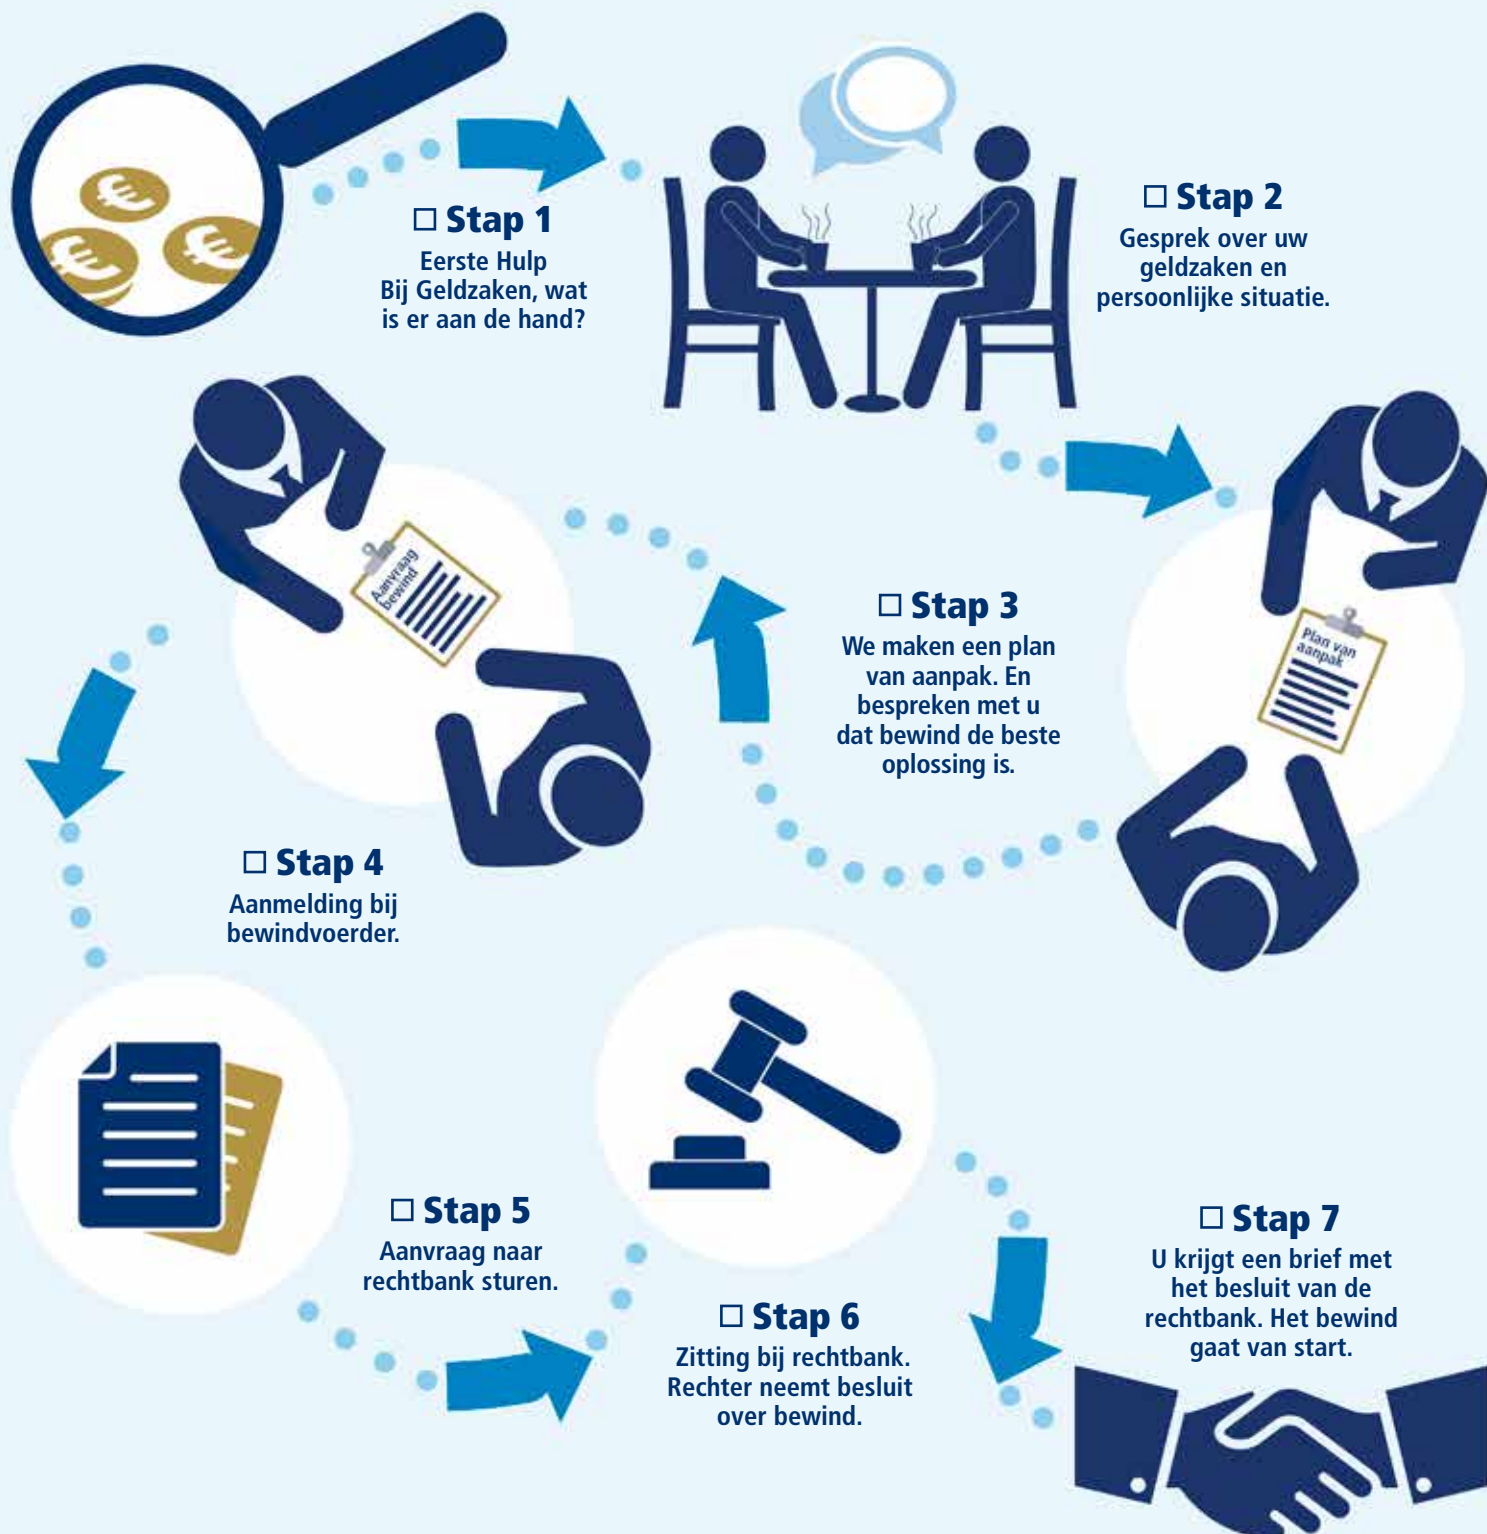 ☐ Stap 1
Eerste Hulp
Bij Geldzaken, wat
is er aan de hand?
☐ Stap 2
Gesprek over uw
geldzaken en
persoonlijke situatie.
☐ Stap 3
We maken een plan
van aanpak. En
bespreken met u
dat bewind de beste
oplossing is.
Plan van
aanpak
Aanvraag
bewind
☐ Stap 4
Aanmelding bij
bewindvoerder.
☐ Stap 5
Aanvraag naar
rechtbank sturen.
☐ Stap 6
Zitting bij rechtbank.
Rechter neemt besluit
over bewind.
☐ Stap 7
U krijgt een brief met
het besluit van de
rechtbank. Het bewind
gaat van start.